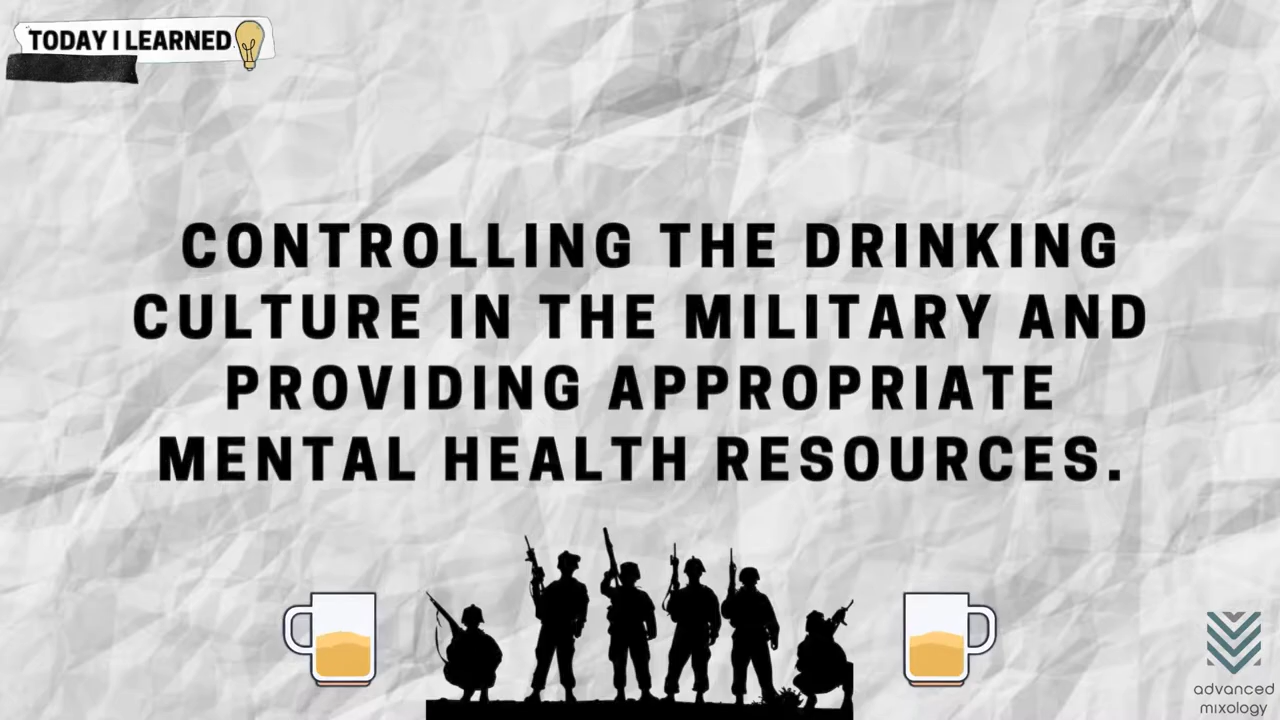 TODAY I LEARNED
CONTROLLING THE DRINKING
CULTURE IN THE MILITARY AND
PROVIDING APPROPRIATE
MENTAL HEALTH RESOURCES.
advanced
mixology